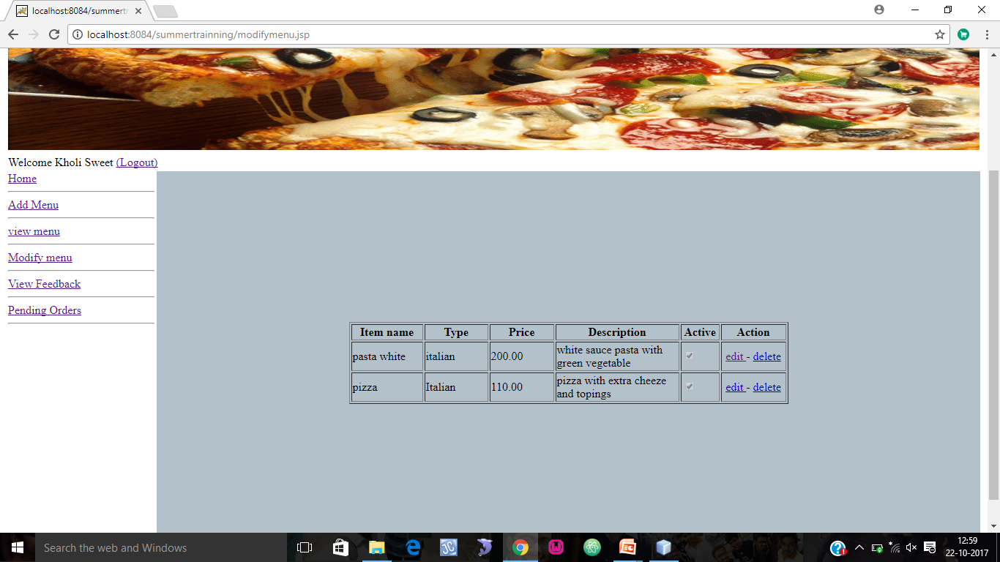 localhost:8084/summert
localhost:8084/summertrainning/modifymenu.jsp
Welcome Kholi Sweet (Logout)
Home
Add Menu
view menu
Modify menu
View Feedback
Pending Orders
Item name Type Price Description Active Action
pasta white italian 200.00 white sauce pasta with
green vegetable edit - delete
pizza Italian 110.00 pizza with extra cheeze
and topings edit - delete
Search the web and Windows
12:59
22-10-2017